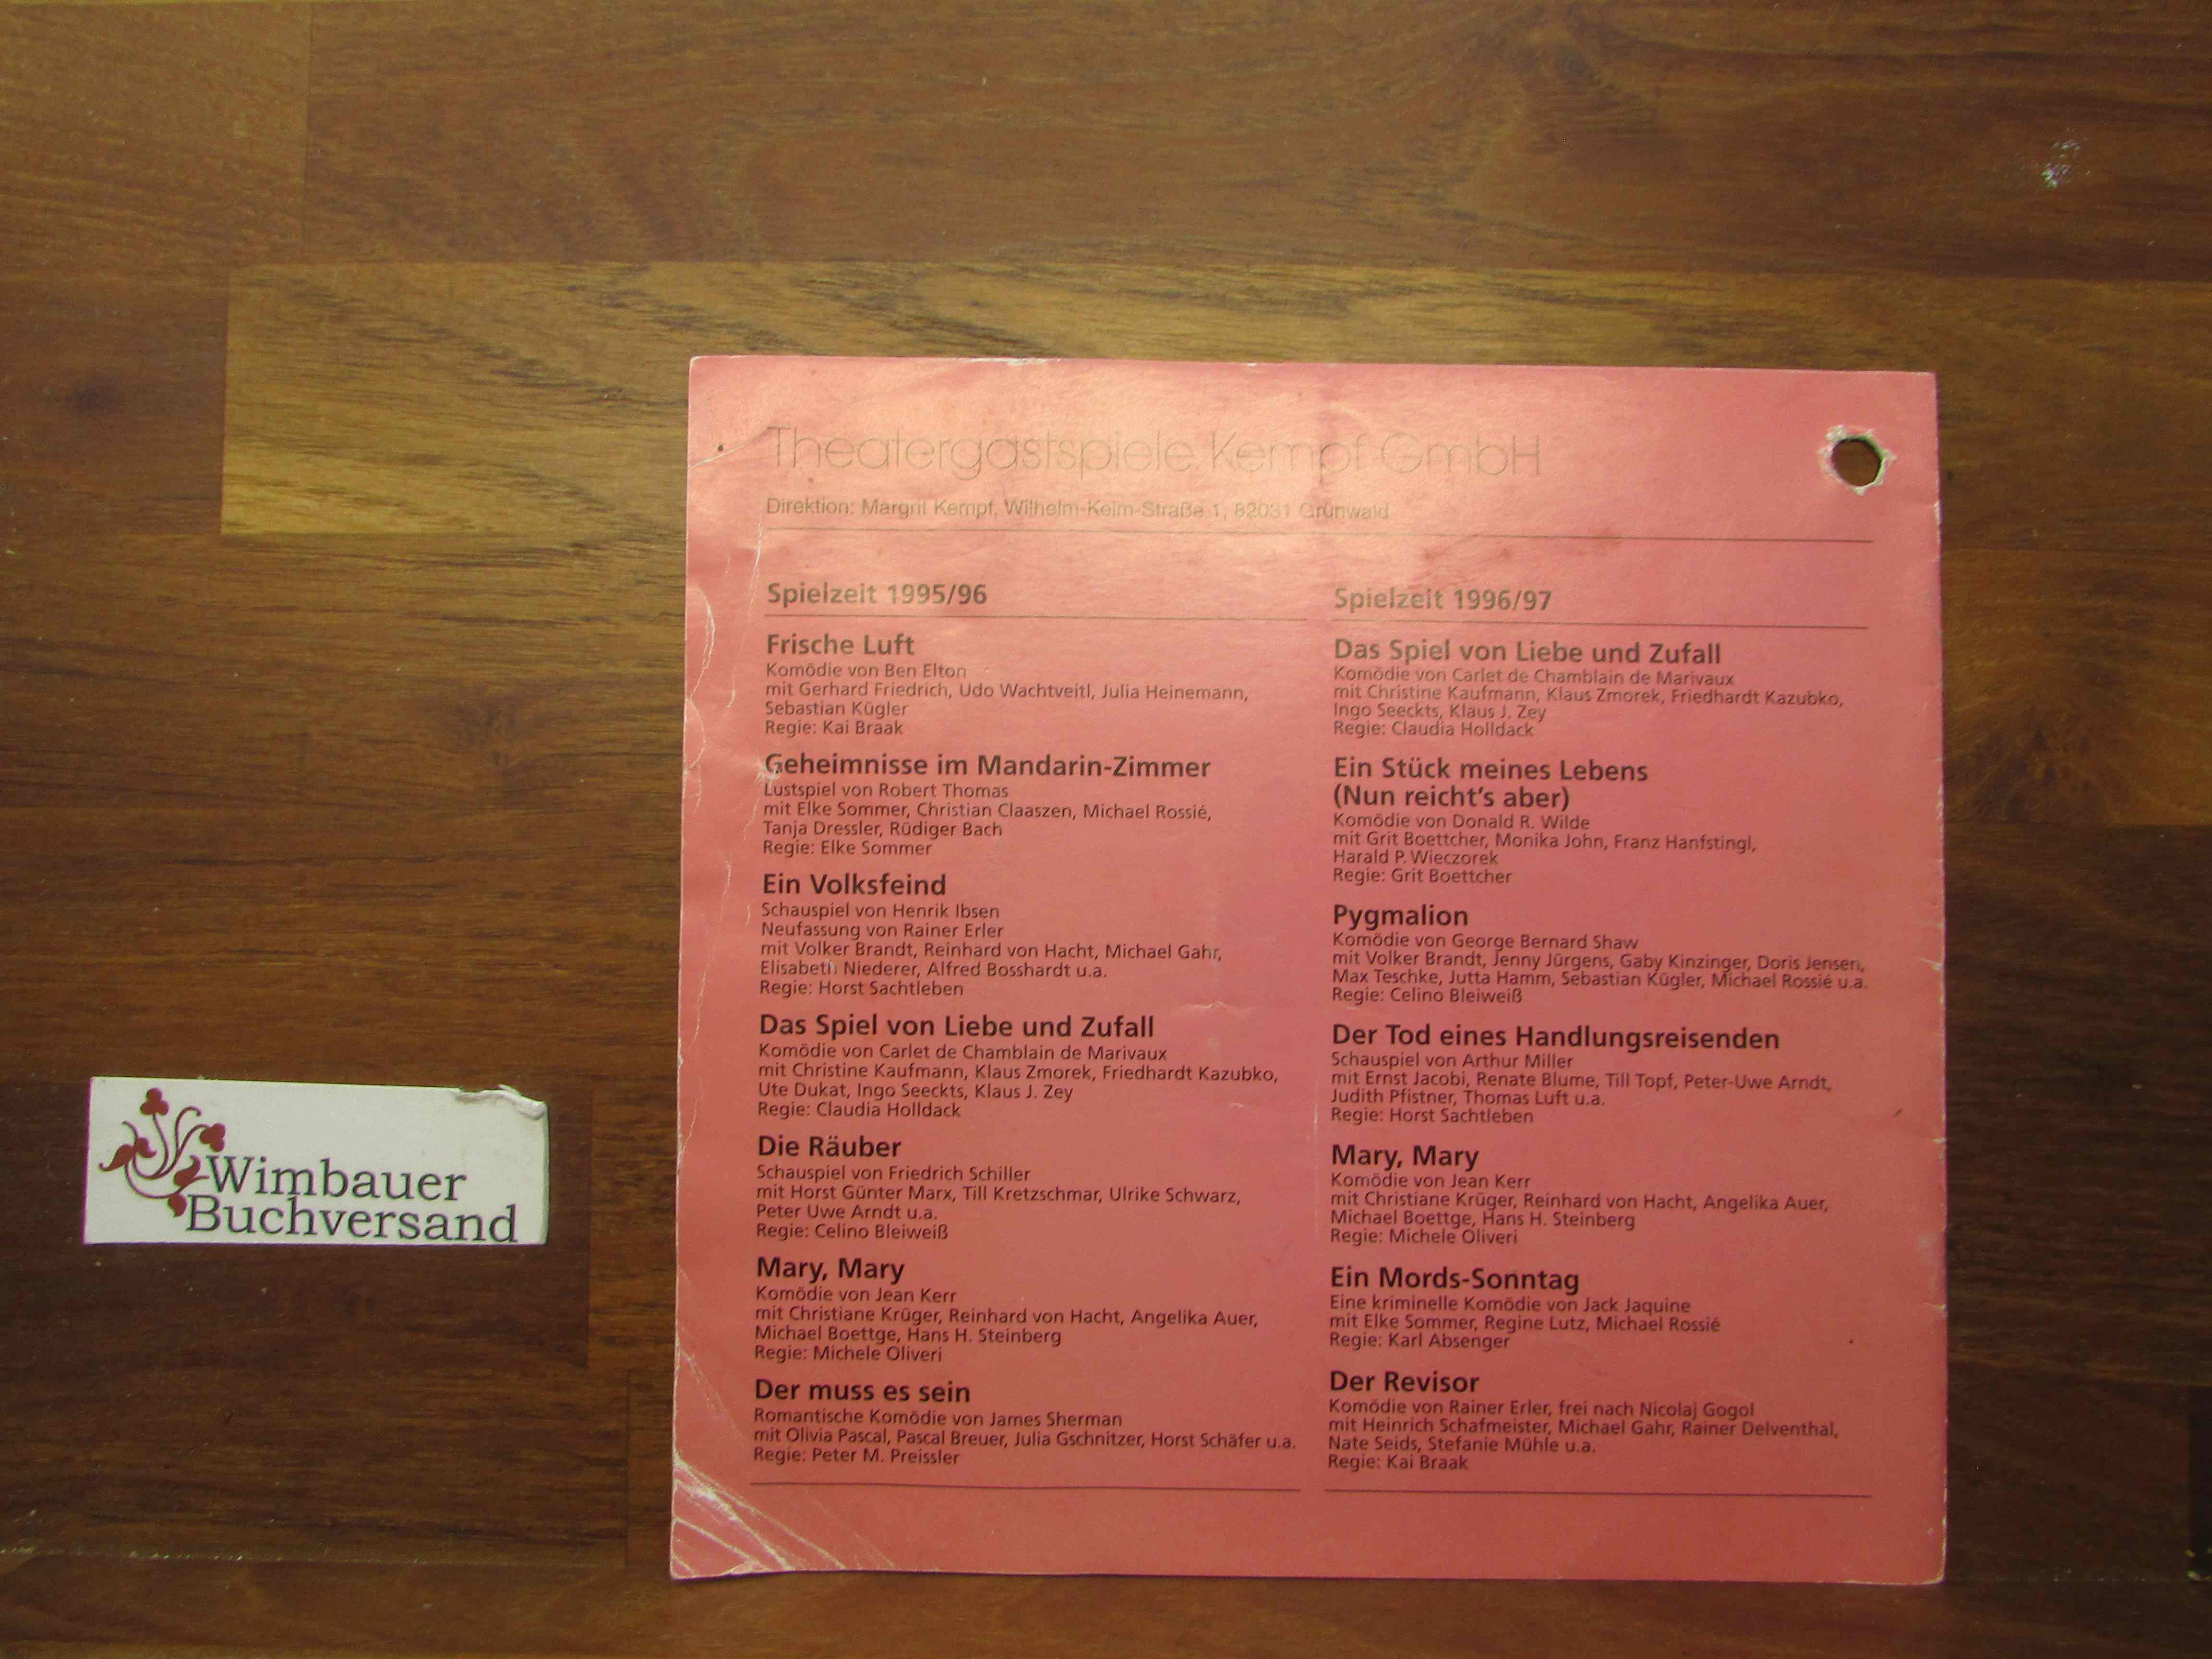 Theatergastspiele Kempf GmbH
Direktion: Margrit Kempf, Wilhelm-Keim-Straße 1, 82031 Grünwald
Spielzeit 1995/96
Frische Luft
Komödie von Ben Elton
mit Gerhard Friedrich, Udo Wachtveitl, Julia Heinemann,
Sebastian Kügler
Regie: Kai Braak
Geheimnisse im Mandarin-Zimmer
Lustspiel von Robert Thomas
mit Elke Sommer, Christian Claaszen, Michael Rossié,
Tanja Dressler, Rüdiger Bach
Regie: Elke Sommer
Ein Volksfeind
Schauspiel von Henrik Ibsen
Neufassung von Rainer Erler
mit Volker Brandt, Reinhard von Hacht, Michael Gahr,
Elisabeth Niederer, Alfred Bosshardt u.a.
Regie: Horst Sachtleben
Das Spiel von Liebe und Zufall
Komödie von Carlet de Chamblain de Marivaux
mit Christine Kaufmann, Klaus Zmorek, Friedhardt Kazubko,
Ute Dukat, Ingo Seeckts, Klaus J. Zey
Regie: Claudia Holldack
Die Räuber
Schauspiel von Friedrich Schiller
mit Horst Günter Marx, Till Kretzschmar, Ulrike Schwarz,
Peter Uwe Arndt u.a.
Regie: Celino Bleiweiß
Mary, Mary
Komödie von Jean Kerr
mit Christiane Krüger, Reinhard von Hacht, Angelika Auer,
Michael Boettge, Hans H. Steinberg
Regie: Michele Oliveri
Der muss es sein
Romantische Komödie von James Sherman
mit Olivia Pascal, Pascal Breuer, Julia Gschnitzer, Horst Schäfer u.a.
Regie: Peter M. Preissler
Spielzeit 1996/97
Das Spiel von Liebe und Zufall
Komödie von Carlet de Chamblain de Marivaux
mit Christine Kaufmann, Klaus Zmorek, Friedhardt Kazubko,
Ingo Seeckts, Klaus J. Zey
Regie: Claudia Holldack
Ein Stück meines Lebens
(Nun reicht's aber)
Komödie von Donald R. Wilde
mit Grit Boettcher, Monika John, Franz Hanfstingl,
Harald P. Wieczorek
Regie: Grit Boettcher
Pygmalion
Komödie von George Bernard Shaw
mit Volker Brandt, Jenny Jürgens, Gaby Kinzinger, Doris Jensen,
Max Teschke, Jutta Hamm, Sebastian Kügler, Michael Rossié u.a.
Regie: Celino Bleiweiß
Der Tod eines Handlungsreisenden
Schauspiel von Arthur Miller
mit Ernst Jacobi, Renate Blume, Till Topf, Peter-Uwe Arndt,
Judith Pfistner, Thomas Luft u.a.
Regie: Horst Sachtleben
Mary, Mary
Komödie von Jean Kerr
mit Christiane Krüger, Reinhard von Hacht, Angelika Auer,
Michael Boettge, Hans H. Steinberg
Regie: Michele Oliveri
Ein Mords-Sonntag
Eine kriminelle Komödie von Jack Jaquine
mit Elke Sommer, Regine Lutz, Michael Rossié
Regie: Karl Absenger
Der Revisor
Komödie von Rainer Erler, frei nach Nicolaj Gogol
mit Heinrich Schafmeister, Michael Gahr, Rainer Delventhal,
Nate Seids, Stefanie Mühle u.a.
Regie: Kai Braak
Wimbauer
Buchversand